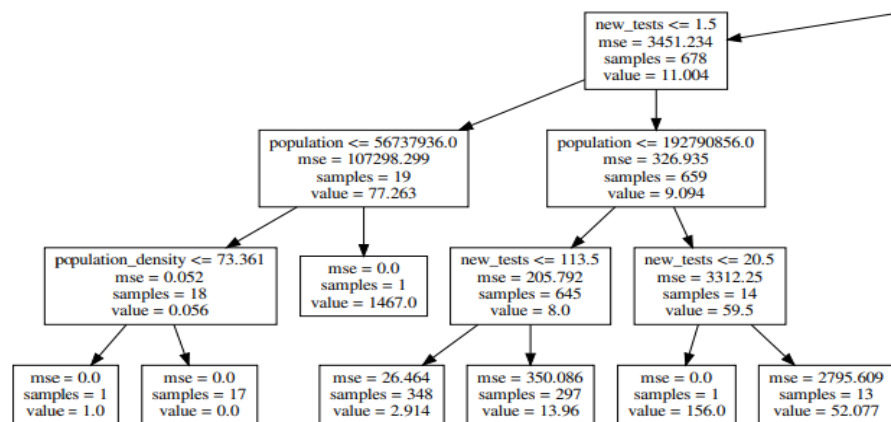 new_tests <= 1.5
mse = 3451.234
samples = 678
value = 11.004
population <= 56737936.0
mse = 107298.299
samples = 19
value = 77.263
population <= 192790856.0
mse = 326.935
samples = 659
value = 9.094
population_density <= 73.361
mse = 0.052
samples = 18
value = 0.056
mse = 0.0
samples = 1
value = 1467.0
new_tests <= 113.5
mse = 205.792
samples = 645
value = 8.0
new_tests <= 20.5
mse = 3312.25
samples = 14
value = 59.5
mse = 0.0
samples = 1
value = 1.0
mse = 0.0
samples = 17
value = 0.0
mse = 26.464
samples = 348
value = 2.914
mse = 350.086
samples = 297
value = 13.96
mse = 0.0
samples = 1
value = 156.0
mse = 2795.609
samples = 13
value = 52.077